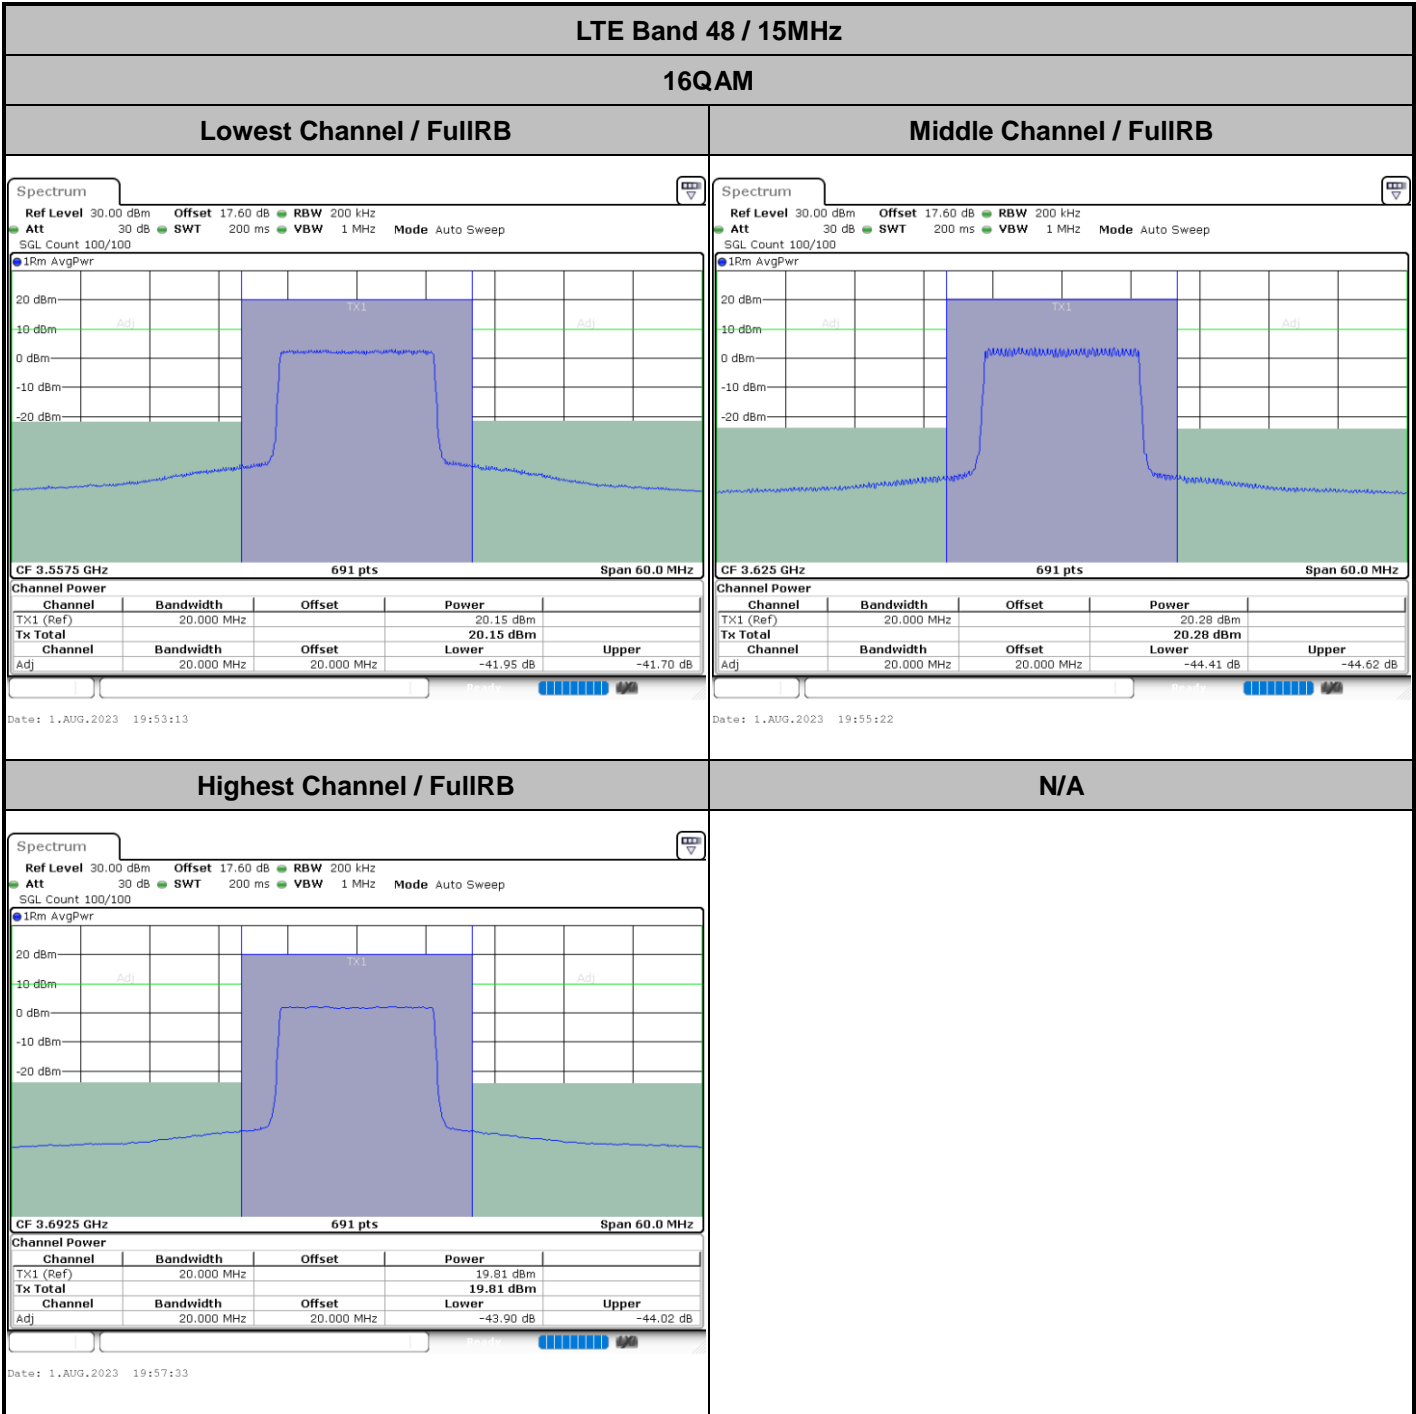 LTE Band 48 / 15MHz
16QAM
Lowest Channel / FullRB
Middle Channel / FullRB
Spectrum
Ref Level 30.00 dBm Offset 17.60 dB RBW 200 kHz
Att 30 dB SWT 200 ms VBW 1 MHz Mode Auto Sweep
SGL Count 100/100
1Rm AvgPwr
TX1
20 dBm
Adj
Adj
10 dBm
0 dBm
-10 dBm
-20 dBm
CF 3.5575 GHz 691 pts Span 60.0 MHz
Channel Power
Channel Bandwidth Offset Power
TX1 (Ref) 20.000 MHz 20.15 dBm
Tx Total 20.15 dBm
Channel Bandwidth Offset Lower Upper
Adj 20.000 MHz 20.000 MHz -41.95 dB -41.70 dB
Ready
Date: 1.AUG.2023 19:53:13
Spectrum
Ref Level 30.00 dBm Offset 17.60 dB RBW 200 kHz
Att 30 dB SWT 200 ms VBW 1 MHz Mode Auto Sweep
SGL Count 100/100
1Rm AvgPwr
TX1
20 dBm
Adj
Adj
10 dBm
0 dBm
-10 dBm
-20 dBm
CF 3.625 GHz 691 pts Span 60.0 MHz
Channel Power
Channel Bandwidth Offset Power
TX1 (Ref) 20.000 MHz 20.28 dBm
Tx Total 20.28 dBm
Channel Bandwidth Offset Lower Upper
Adj 20.000 MHz 20.000 MHz -44.41 dB -44.62 dB
Ready
Date: 1.AUG.2023 19:55:22
Highest Channel / FullRB
N/A
Spectrum
Ref Level 30.00 dBm Offset 17.60 dB RBW 200 kHz
Att 30 dB SWT 200 ms VBW 1 MHz Mode Auto Sweep
SGL Count 100/100
1Rm AvgPwr
20 dBm
TX1
Adj
Adj
10 dBm
0 dBm
-10 dBm
-20 dBm
CF 3.6925 GHz 691 pts Span 60.0 MHz
Channel Power
Channel Bandwidth Offset Power
TX1 (Ref) 20.000 MHz 19.81 dBm
Tx Total 19.81 dBm
Channel Bandwidth Offset Lower Upper
Adj 20.000 MHz 20.000 MHz -43.90 dB -44.02 dB
Ready
Date: 1.AUG.2023 19:57:33